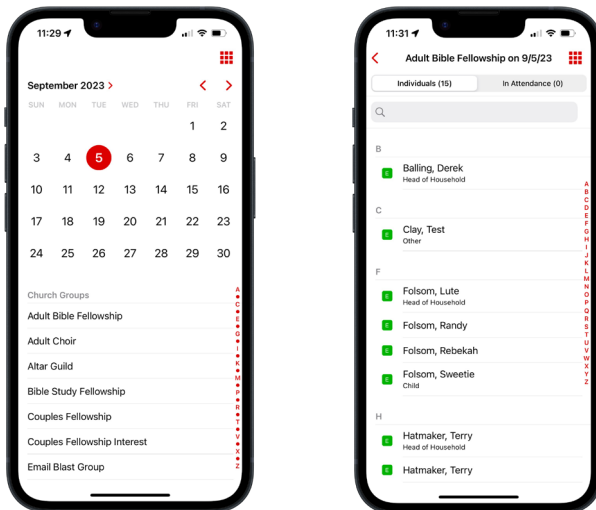 11:29
September 2023 >
SUN MON TUE WED THU FRI SAT
1 2
3 4 5 6 7 8 9
10 11 12 13 14 15 16
17 18 19 20 21 22 23
24 25 26 27 28 29 30
Church Groups
Adult Bible Fellowship
Adult Choir
Altar Guild
Bible Study Fellowship
Couples Fellowship
Couples Fellowship Interest
Email Blast Group
A
C
E
G
I
K
M
P
R
T
V
X
Z
11:31
Adult Bible Fellowship on 9/5/23
Individuals (15) In Attendance (0)
B
E Balling, Derek
Head of Household
C
E Clay, Test
Other
F
E Folsom, Lute
Head of Household
E Folsom, Randy
E Folsom, Rebekah
E Folsom, Sweetie
Child
H
E Hatmaker, Terry
Head of Household
E Hatmaker, Terry
A
B
C
D
E
F
G
H
I
J
K
L
M
N
O
P
Q
R
S
T
U
V
W
X
Y
Z